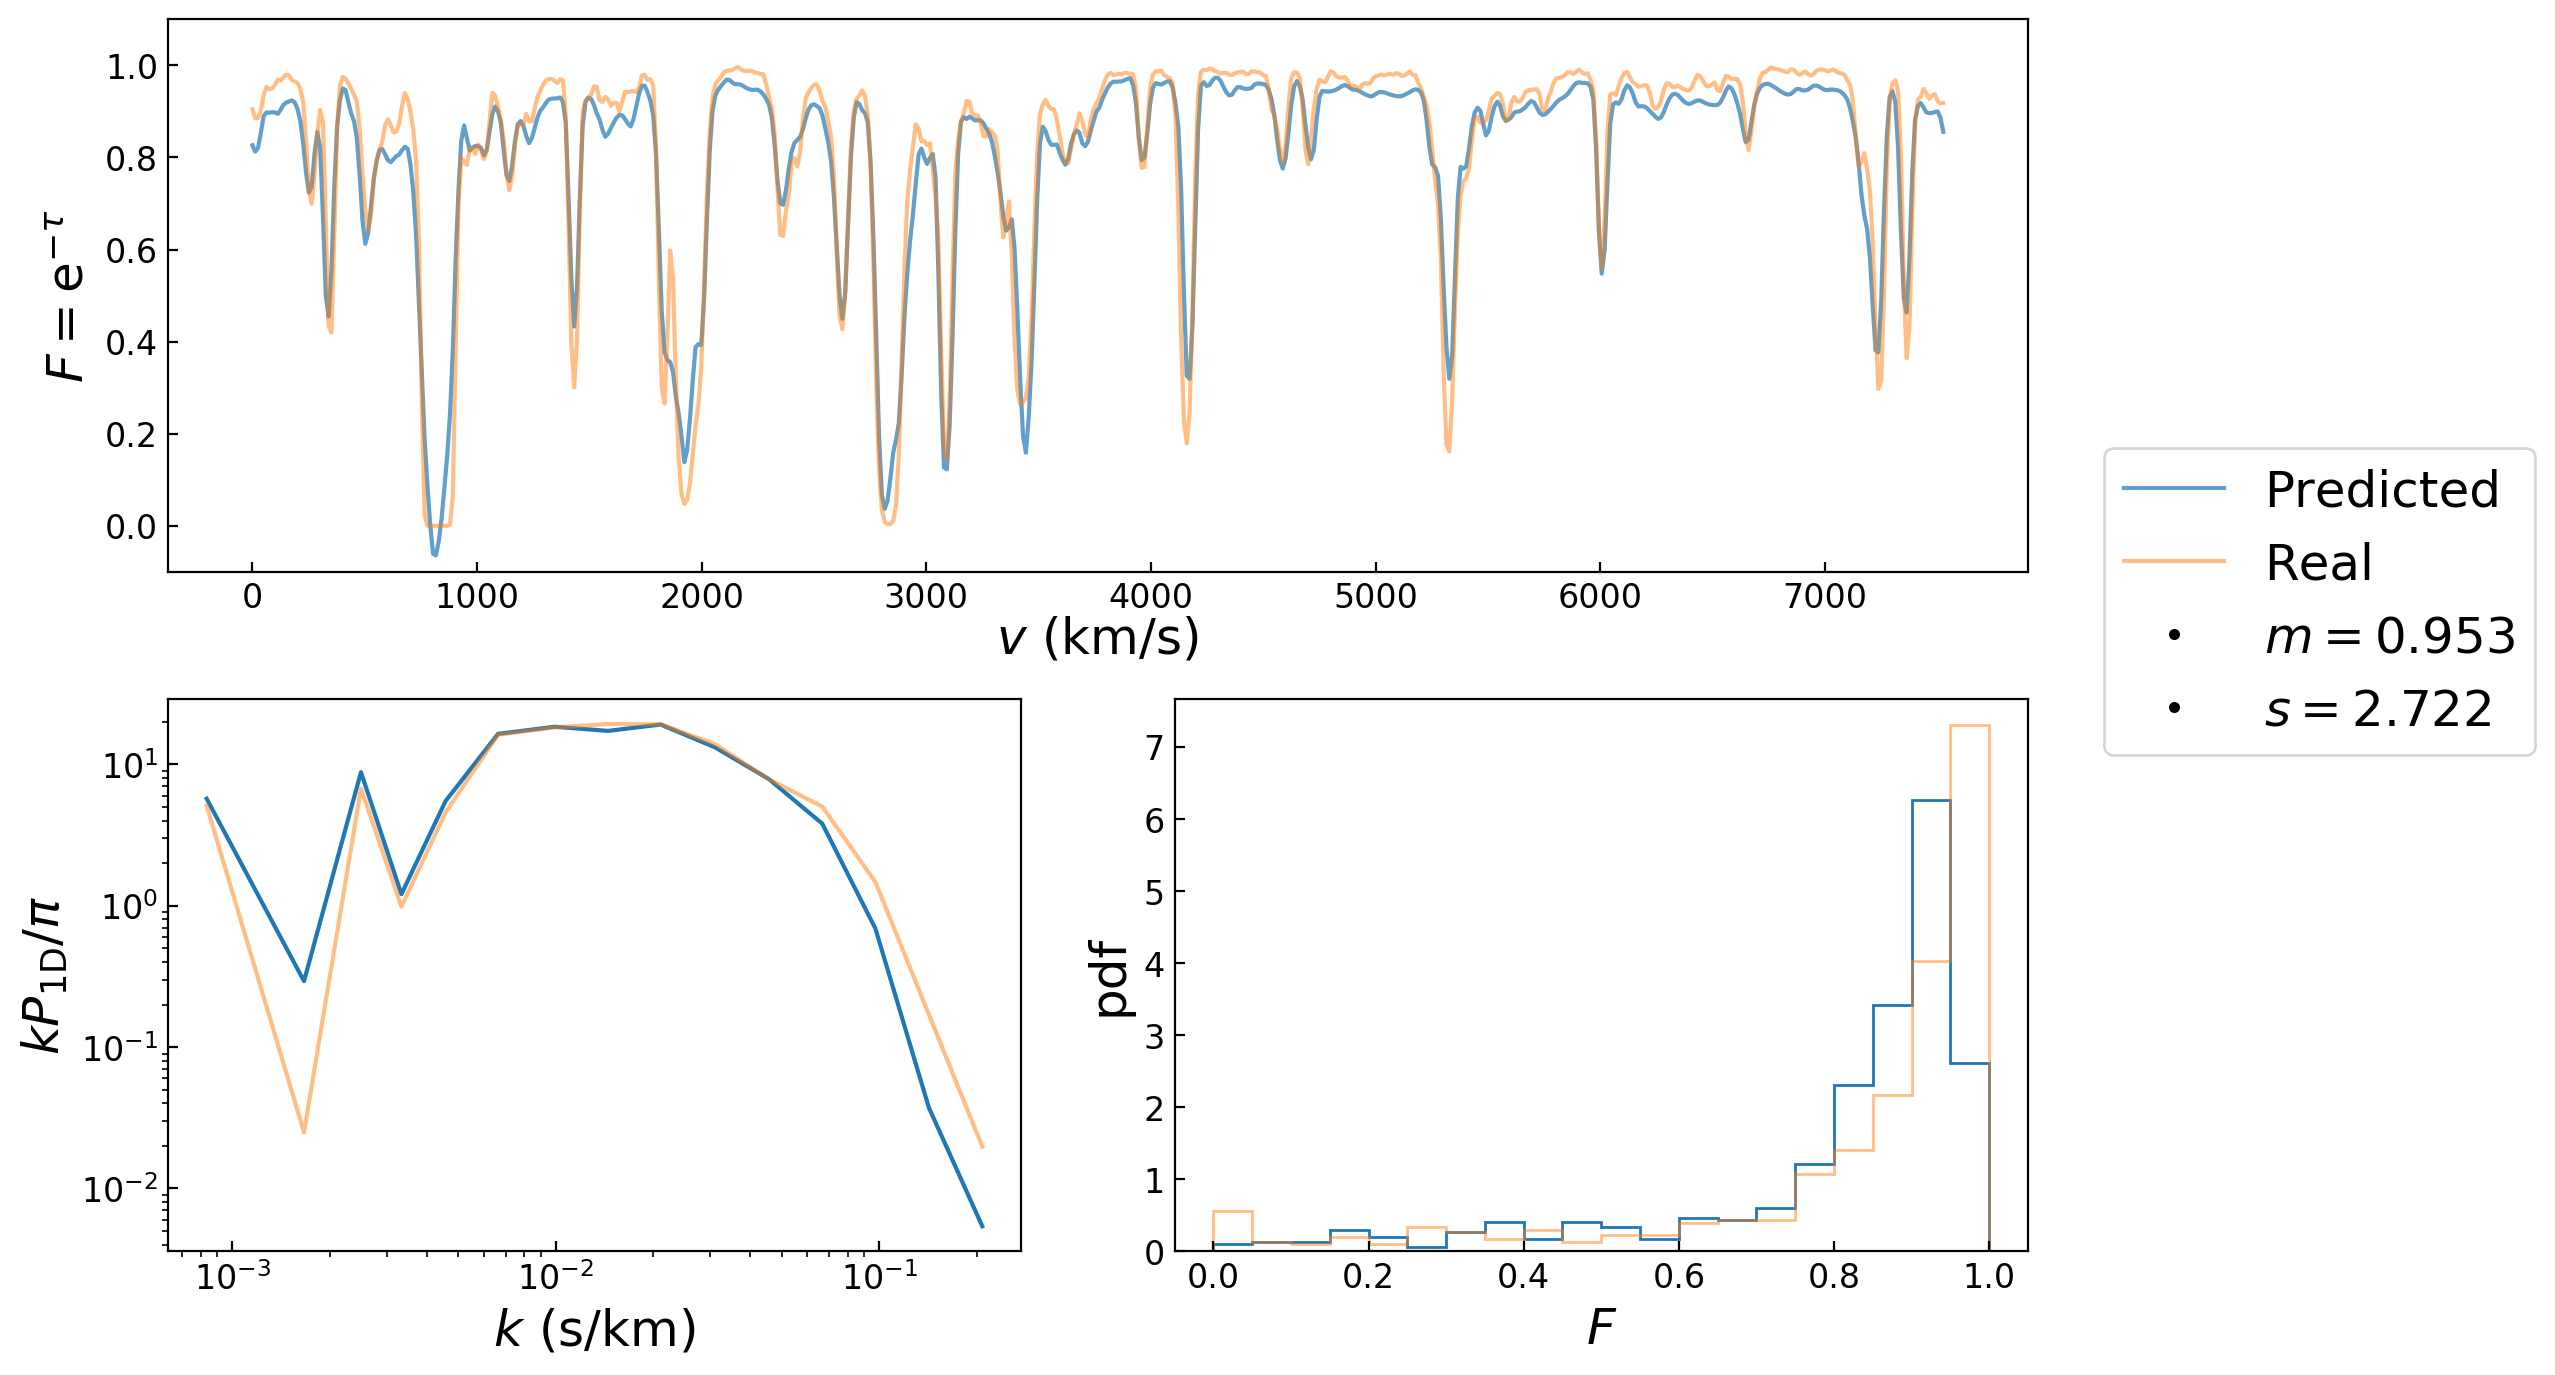 1.0
0.8
0.6
0.4
0.2
0.0
F = e^{−τ}
0 1000 2000 3000 4000 5000 6000 7000
v (km/s)
Predicted
Real
m = 0.953
s = 2.722
10^1
10^0
10^{−1}
10^{−2}
kP_{1D}/π
10^{−3} 10^{−2} 10^{−1}
k (s/km)
7
6
5
4
3
2
1
0
pdf
0.0 0.2 0.4 0.6 0.8 1.0
F